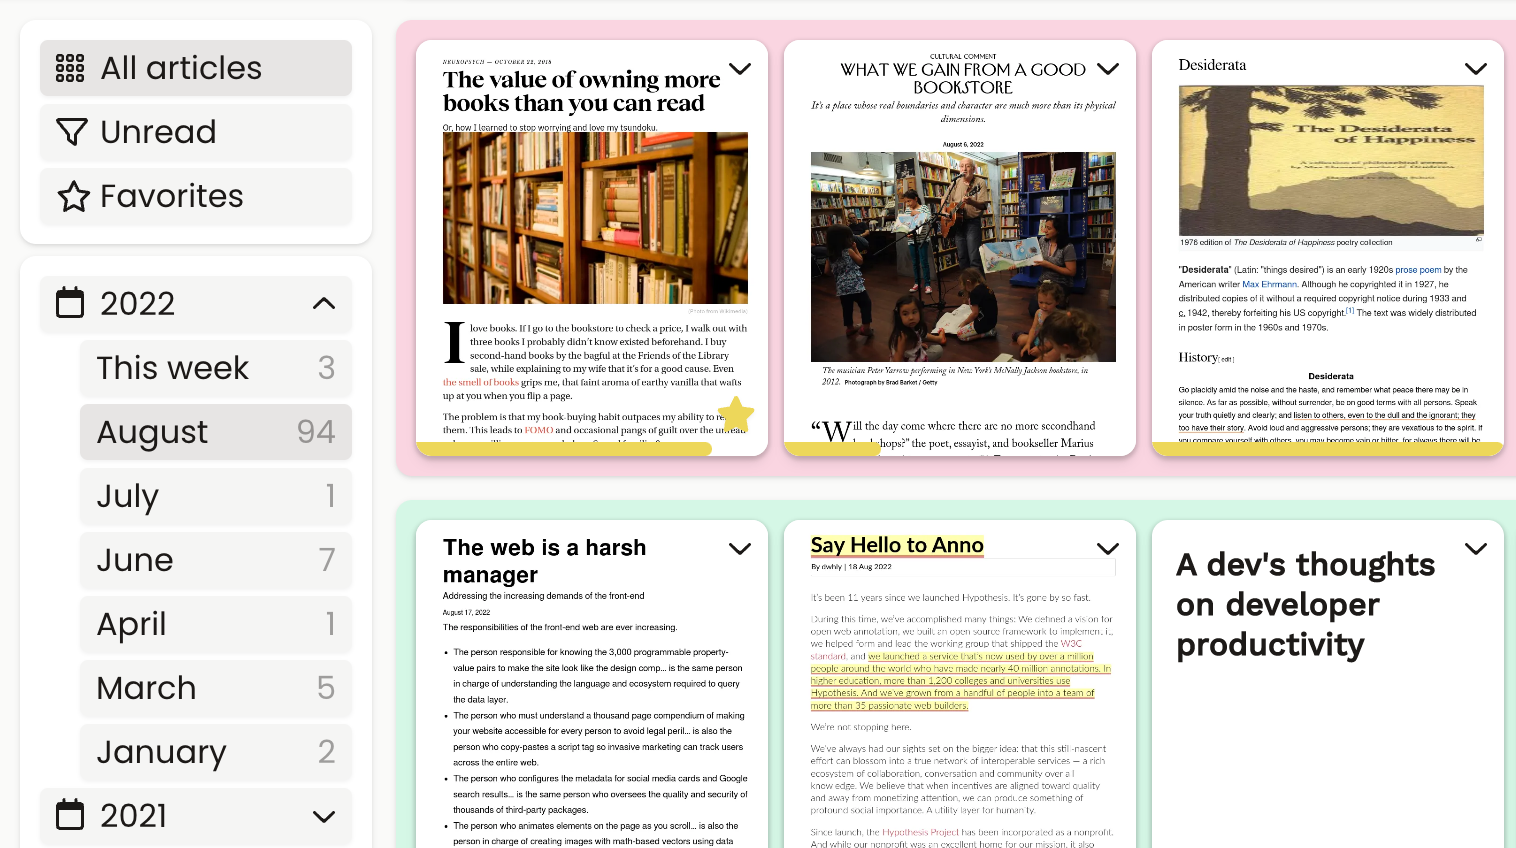 All articles
Unread
Favorites
2022
This week 3
August 94
July 1
June 7
April 1
March 5
January 2
2021
NEUROPSYCH — OCTOBER 22, 2018
The value of owning more
books than you can read
Or, how I learned to stop worrying and love my tsundoku.
(Photo from Wikimedia)
I love books. If I go to the bookstore to check a price, I walk out with
three books I probably didn't know existed beforehand. I buy
second-hand books by the bagful at the Friends of the Library
sale, while explaining to my wife that it's for a good cause. Even
the smell of books grips me, that faint aroma of earthy vanilla that wafts
up at you when you flip a page.
The problem is that my book-buying habit outpaces my ability to
them. This leads to FOMO and occasional pangs of guilt over the unread
CULTURAL COMMENT
WHAT WE GAIN FROM A GOOD
BOOKSTORE
It's a place whose real boundaries and character are much more than its physical
dimensions.
August 6, 2022
The musician Peter Yarrow performing in New York's McNally Jackson bookstore, in
2012. Photograph by Brad Barket / Getty
“Will the day come where there are no more secondhand
the poet, essayist, and bookseller Marius
Desiderata
The Desiderata
of Happiness
1976 edition of The Desiderata of Happiness poetry collection
"Desiderata" (Latin: "things desired") is an early 1920s prose poem by the
American writer Max Ehrmann. Although he copyrighted it in 1927, he
distributed copies of it without a required copyright notice during 1933 and
c. 1942, thereby forfeiting his US copyright.[1] The text was widely distributed
in poster form in the 1960s and 1970s.
History[ edit ]
Desiderata
Go placidly amid the noise and the haste, and remember what peace there may be in
silence. As far as possible, without surrender, be on good terms with all persons. Speak
your truth quietly and clearly; and listen to others, even to the dull and the ignorant; they
too have their story. Avoid loud and aggressive persons; they are vexatious to the spirit. If
you compare yourself with others, you may become vain or bitter, for always there will be
The web is a harsh
manager
Addressing the increasing demands of the front-end
August 17, 2022
The responsibilities of the front-end web are ever increasing.
• The person responsible for knowing the 3,000 programmable property-
value pairs to make the site look like the design comp... is the same person
in charge of understanding the language and ecosystem required to query
the data layer.
• The person who must understand a thousand page compendium of making
your website accessible for every person to avoid legal peril... is also the
person who copy-pastes a script tag so invasive marketing can track users
across the entire web.
• The person who configures the metadata for social media cards and Google
search results... is the same person who oversees the quality and security of
thousands of third-party packages.
• The person who animates elements on the page as you scroll... is also the
person in charge of creating images with math-based vectors using data
Say Hello to Anno
By dwhly | 18 Aug 2022
It's been 11 years since we launched Hypothesis. It's gone by so fast.
During this time, we've accomplished many things: We defined a vision for
open web annotation, we built an open source framework to implement it,
we helped form and lead the working group that shipped the W3C
standard, and we launched a service that's now used by over a million
people around the world who have made nearly 40 million annotations. In
higher education, more than 1,200 colleges and universities use
Hypothesis. And we've grown from a handful of people into a team of
more than 35 passionate web builders.
We're not stopping here.
We've always had our sights set on the bigger idea: that this still-nascent
effort can blossom into a true network of interoperable services — a rich
ecosystem of collaboration, conversation and community over all
knowledge. We believe that when incentives are aligned toward quality
and away from monetizing attention, we can produce something of
profound social importance. A utility layer for humanity.
Since launch, the Hypothesis Project has been incorporated as a nonprofit.
And while our nonprofit was an excellent home for our mission, it also
A dev's thoughts
on developer
productivity